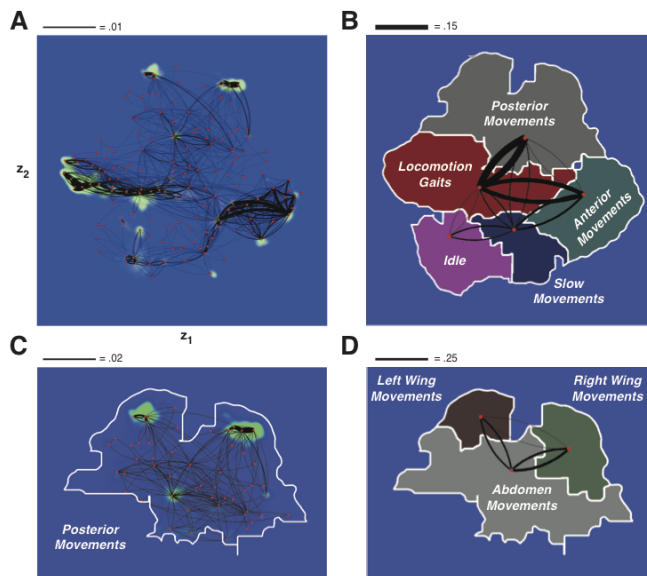 A
= .01
B
= .15
z2
z1
Posterior
Movements
Locomotion
Gaits
Anterior
Movements
Idle
Slow
Movements
C
= .02
D
= .25
Posterior
Movements
Left Wing
Movements
Right Wing
Movements
Abdomen
Movements